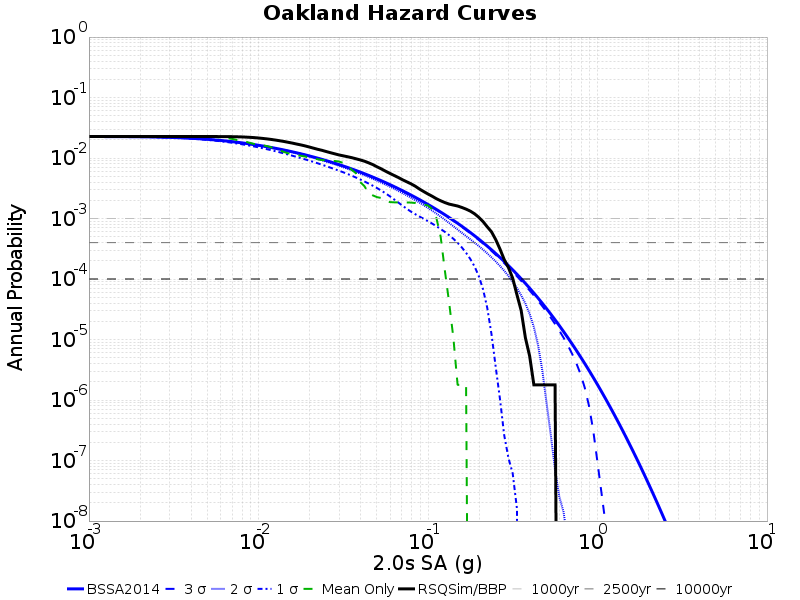 Oakland Hazard Curves
10^0
10^-1
10^-2
10^-3
10^-4
10^-5
10^-6
10^-7
10^-8
Annual Probability
10^-3 10^-2 10^-1 10^0 10^1
2.0s SA (g)
BSSA2014 3 σ 2 σ 1 σ Mean Only RSQSim/BBP 1000yr 2500yr 10000yr